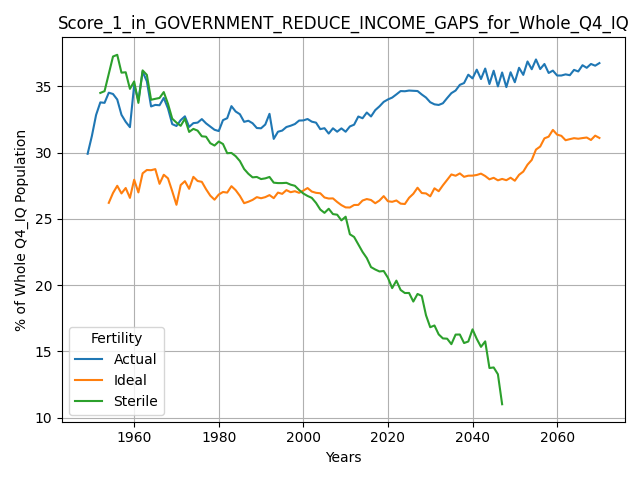 Score_1_in_GOVERNMENT_REDUCE_INCOME_GAPS_for_Whole_Q4_IQ
% of Whole Q4_IQ Population
35
30
25
20
15
10
Fertility
Actual
Ideal
Sterile
1960 1980 2000 2020 2040 2060
Years